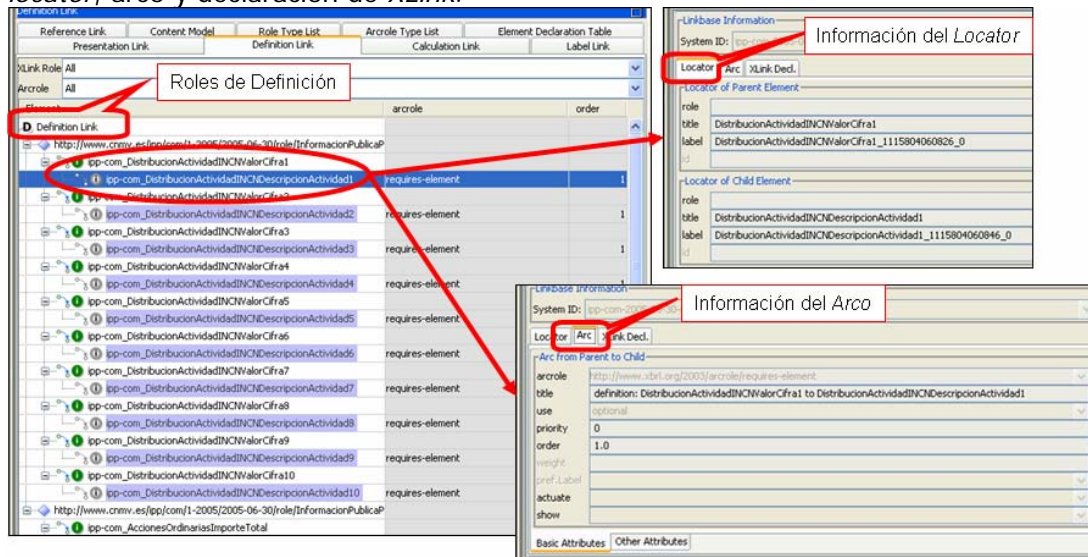 locator, arco y declaración de XLink.
Definition Link
Reference Link Content Model Role Type List Arcrole Type List Element Declaration Table
Presentation Link Definition Link Calculation Link Label Link
XLink Role All
Arcrole All
Roles de Definición
Element arcrole order
D Definition Link
http://www.cnmv.es/ipp/com/1-2005/2005-06-30/role/InformacionPublicaP
ipp-com_DistribucionActividadINCNValorCifra1
ipp-com_DistribucionActividadINCNDescripcionActividad1 requires-element 1
ipp-com_DistribucionActividadINCNValorCifra2
ipp-com_DistribucionActividadINCNDescripcionActividad2 requires-element 1
ipp-com_DistribucionActividadINCNValorCifra3
ipp-com_DistribucionActividadINCNDescripcionActividad3 requires-element 1
ipp-com_DistribucionActividadINCNValorCifra4
ipp-com_DistribucionActividadINCNDescripcionActividad4 requires-element
ipp-com_DistribucionActividadINCNValorCifra5
ipp-com_DistribucionActividadINCNDescripcionActividad5 requires-element
ipp-com_DistribucionActividadINCNValorCifra6
ipp-com_DistribucionActividadINCNDescripcionActividad6 requires-element
ipp-com_DistribucionActividadINCNValorCifra7
ipp-com_DistribucionActividadINCNDescripcionActividad7 requires-element
ipp-com_DistribucionActividadINCNValorCifra8
ipp-com_DistribucionActividadINCNDescripcionActividad8 requires-element
ipp-com_DistribucionActividadINCNValorCifra9
ipp-com_DistribucionActividadINCNDescripcionActividad9 requires-element
ipp-com_DistribucionActividadINCNValorCifra10
ipp-com_DistribucionActividadINCNDescripcionActividad10 requires-element
http://www.cnmv.es/ipp/com/1-2005/2005-06-30/role/InformacionPublicaP
ipp-com_AccionesOrdinariasImporteTotal
Linkbase Information
System ID:
Información del Locator
Locator Arc XLink Decl.
Locator of Parent Element
role
title DistribucionActividadINCNValorCifra1
label DistribucionActividadINCNValorCifra1_1115804060826_0
id
Locator of Child Element
role
title DistribucionActividadINCNDescripcionActividad1
label DistribucionActividadINCNDescripcionActividad1_1115804060846_0
id
Linkbase Information
System ID:
Información del Arco
Locator Arc XLink Decl.
Arc from Parent to Child
arcrole http://www.xbrl.org/2003/arcrole/requires-element
title definition: DistribucionActividadINCNValorCifra1 to DistribucionActividadINCNDescripcionActividad1
use optional
priority 0
order 1.0
weight
pref.Label
actuate
show
Basic Attributes Other Attributes